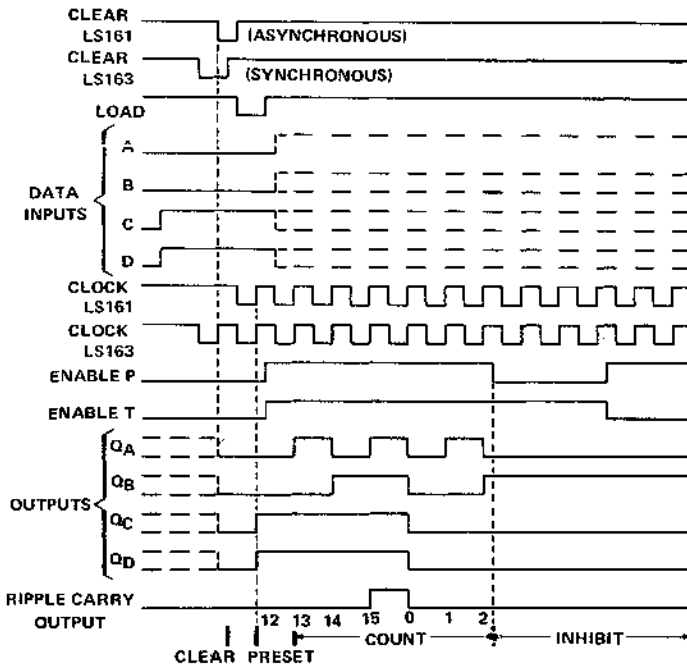 CLEAR
LS161
(ASYNCHRONOUS)
CLEAR
LS163
(SYNCHRONOUS)
LOAD
A
B
DATA
INPUTS
C
D
CLOCK
LS161
CLOCK
LS163
ENABLE P
ENABLE T
QA
QB
OUTPUTS
QC
QD
RIPPLE CARRY
OUTPUT
12 13 14 15 0 1 2
COUNT INHIBIT
CLEAR PRESET